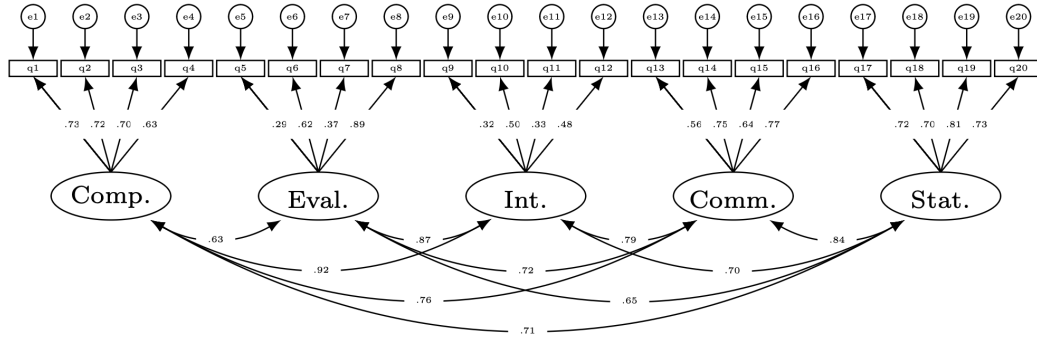 e1 e2 e3 e4 e5 e6 e7 e8 e9 e10 e11 e12 e13 e14 e15 e16 e17 e18 e19 e20
q1 q2 q3 q4 q5 q6 q7 q8 q9 q10 q11 q12 q13 q14 q15 q16 q17 q18 q19 q20
.73 .72 .70 .63 .29 .62 .37 .89 .32 .50 .33 .48 .56 .75 .64 .77 .72 .70 .81 .73
Comp. Eval. Int. Comm. Stat.
.63 .87 .79 .84
.92 .72 .70
.76 .65
.71